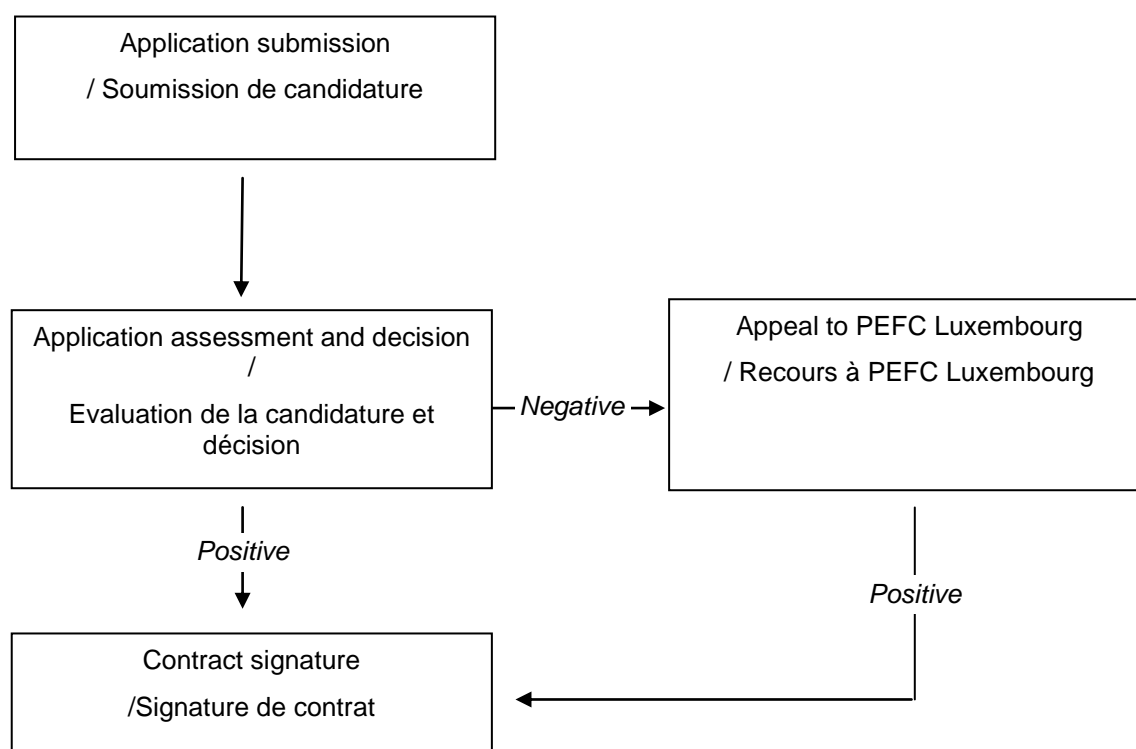 Application submission
/ Soumission de candidature
Application assessment and decision
/
Evaluation de la candidature et
décision
Negative
Appeal to PEFC Luxembourg
/ Recours à PEFC Luxembourg
Positive
Positive
Contract signature
/Signature de contrat